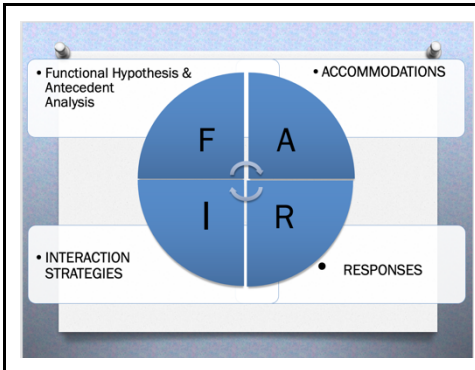 • Functional Hypothesis &
Antecedent
Analysis
• ACCOMMODATIONS
F
A
I
R
• INTERACTION
STRATEGIES
• RESPONSES